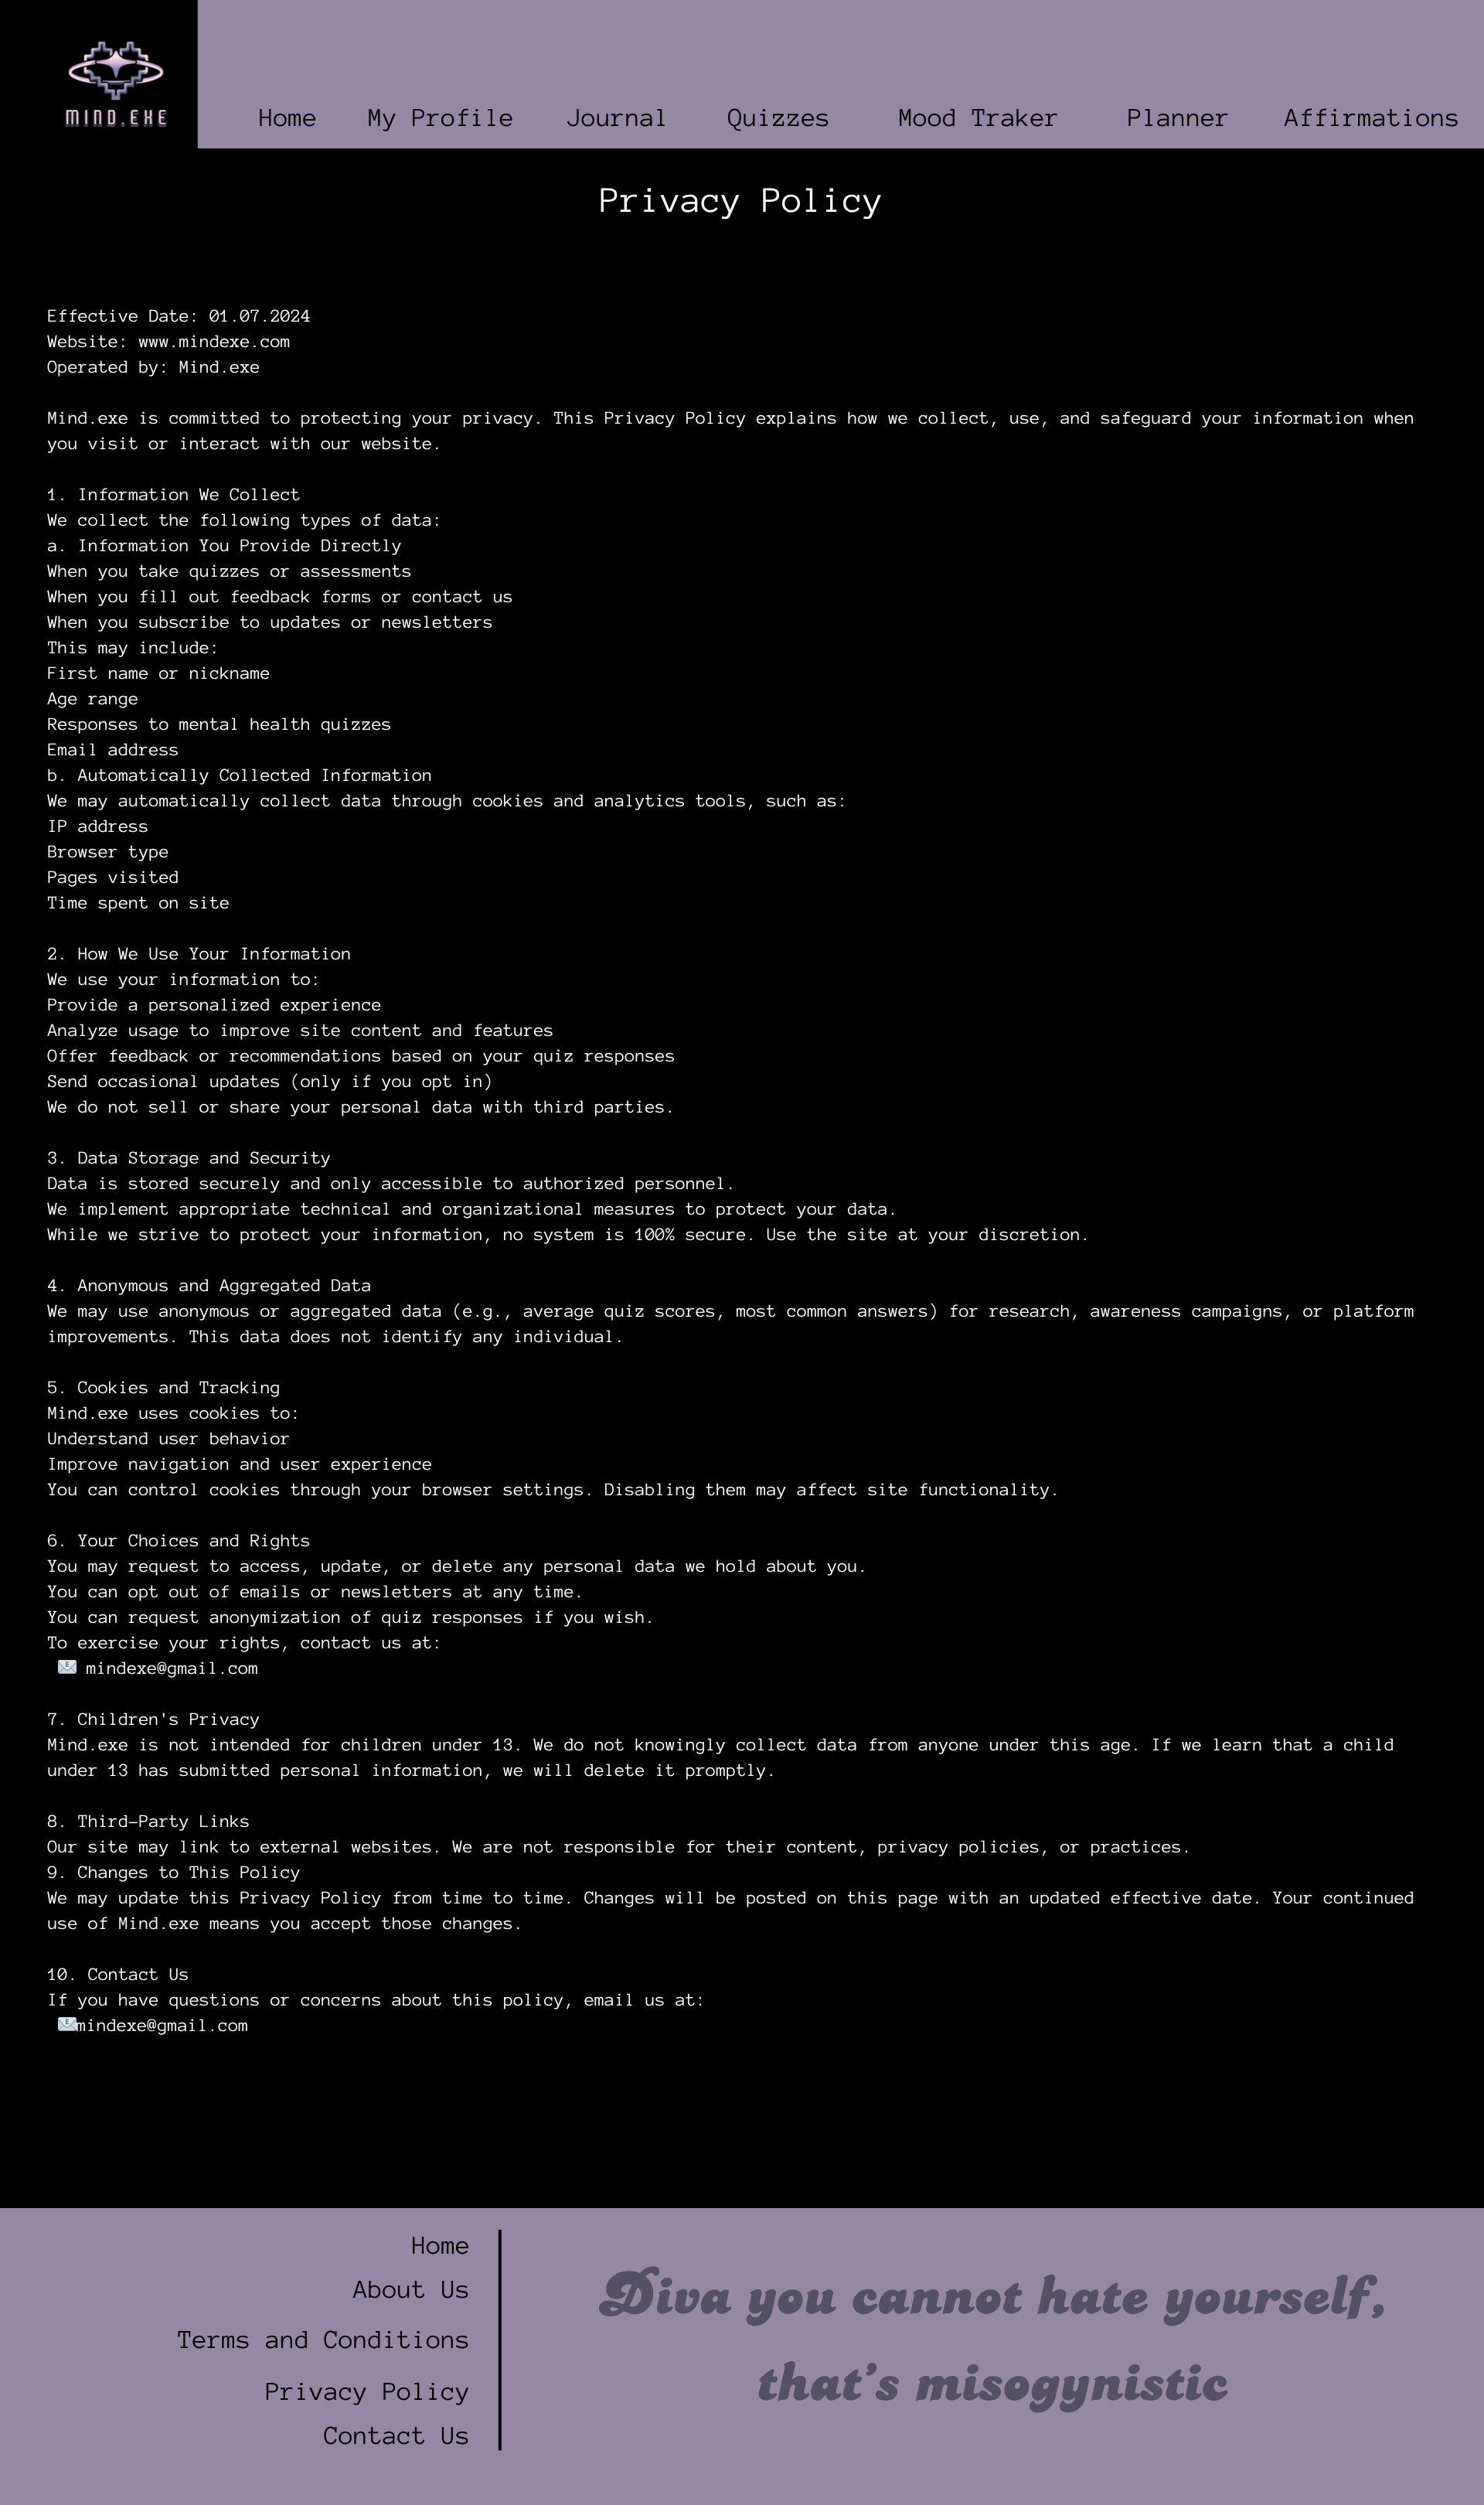 MIND.EXE
Home My Profile Journal Quizzes Mood Traker Planner Affirmations
Privacy Policy
Effective Date: 01.07.2024
Website: www.mindexe.com
Operated by: Mind.exe
Mind.exe is committed to protecting your privacy. This Privacy Policy explains how we collect, use, and safeguard your information when
you visit or interact with our website.
1. Information We Collect
We collect the following types of data:
a. Information You Provide Directly
When you take quizzes or assessments
When you fill out feedback forms or contact us
When you subscribe to updates or newsletters
This may include:
First name or nickname
Age range
Responses to mental health quizzes
Email address
b. Automatically Collected Information
We may automatically collect data through cookies and analytics tools, such as:
IP address
Browser type
Pages visited
Time spent on site
2. How We Use Your Information
We use your information to:
Provide a personalized experience
Analyze usage to improve site content and features
Offer feedback or recommendations based on your quiz responses
Send occasional updates (only if you opt in)
We do not sell or share your personal data with third parties.
3. Data Storage and Security
Data is stored securely and only accessible to authorized personnel.
We implement appropriate technical and organizational measures to protect your data.
While we strive to protect your information, no system is 100% secure. Use the site at your discretion.
4. Anonymous and Aggregated Data
We may use anonymous or aggregated data (e.g., average quiz scores, most common answers) for research, awareness campaigns, or platform
improvements. This data does not identify any individual.
5. Cookies and Tracking
Mind.exe uses cookies to:
Understand user behavior
Improve navigation and user experience
You can control cookies through your browser settings. Disabling them may affect site functionality.
6. Your Choices and Rights
You may request to access, update, or delete any personal data we hold about you.
You can opt out of emails or newsletters at any time.
You can request anonymization of quiz responses if you wish.
To exercise your rights, contact us at:
📧 mindexe@gmail.com
7. Children's Privacy
Mind.exe is not intended for children under 13. We do not knowingly collect data from anyone under this age. If we learn that a child
under 13 has submitted personal information, we will delete it promptly.
8. Third-Party Links
Our site may link to external websites. We are not responsible for their content, privacy policies, or practices.
9. Changes to This Policy
We may update this Privacy Policy from time to time. Changes will be posted on this page with an updated effective date. Your continued
use of Mind.exe means you accept those changes.
10. Contact Us
If you have questions or concerns about this policy, email us at:
📧mindexe@gmail.com
Home
About Us
Terms and Conditions
Privacy Policy
Contact Us
Diva you cannot hate yourself,
that's misogynistic